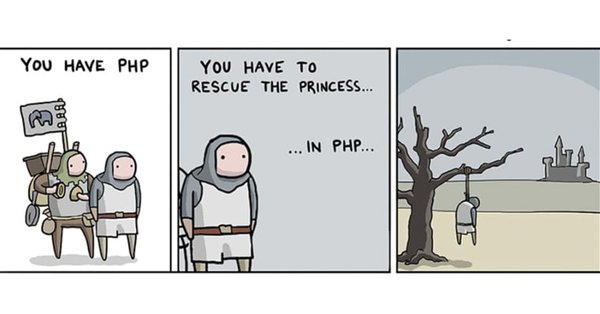 YOU HAVE PHP
YOU HAVE TO
RESCUE THE PRINCESS...
... IN PHP...